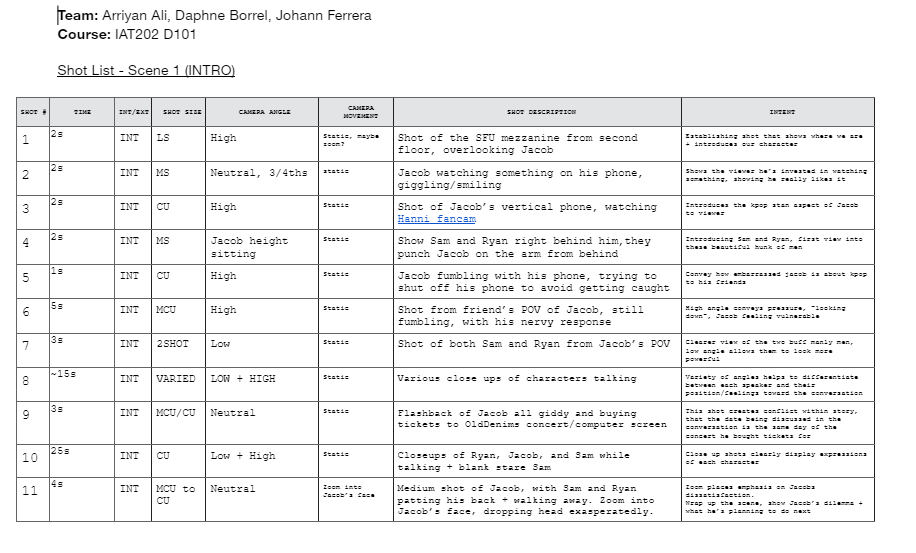 Team: Arriyan Ali, Daphne Borrel, Johann Ferrera
Course: IAT202 D101
Shot List - Scene 1 (INTRO)
SHOT # TIME INT/EXT SHOT SIZE CAMERA ANGLE CAMERA MOVEMENT SHOT DESCRIPTION INTENT
1 2s INT LS High Static, maybe zoom? Shot of the SFU mezzanine from second floor, overlooking Jacob Establishing shot that shows where we are + introduces our character
2 2s INT MS Neutral, 3/4ths static Jacob watching something on his phone, giggling/smiling Shows the viewer he's invested in watching something, showing he really likes it
3 2s INT CU High Static Shot of Jacob's vertical phone, watching Hanni fancam Introduces the kpop stan aspect of Jacob to viewer
4 2s INT MS Jacob height sitting Static Show Sam and Ryan right behind him, they punch Jacob on the arm from behind Introducing Sam and Ryan, first view into these beautiful hunk of men
5 1s INT CU High Static Jacob fumbling with his phone, trying to shut off his phone to avoid getting caught Convey how embarrassed jacob is about kpop to his friends
6 5s INT MCU High Static Shot from friend's POV of Jacob, still fumbling, with his nervy response High angle conveys pressure, "looking down", Jacob feeling vulnerable
7 3s INT 2SHOT Low Static Shot of both Sam and Ryan from Jacob's POV Clearer view of the two buff manly men, low angle allows them to look more powerful
8 ~15s INT VARIED LOW + HIGH Static Various close ups of characters talking Variety of angles helps to differentiate between each speaker and their position/feelings toward the conversation
9 3s INT MCU/CU Neutral Static Flashback of Jacob all giddy and buying tickets to OldDenims concert/computer screen This shot creates conflict within story, that the date being discussed in the conversation is the same day of the concert he bought tickets for
10 25s INT CU Low + High Static Closeups of Ryan, Jacob, and Sam while talking + blank stare Sam Close up shots clearly display expressions of each character
11 4s INT MCU to CU Neutral Zoom into Jacob's face Medium shot of Jacob, with Sam and Ryan patting his back + walking away. Zoom into Jacob's face, dropping head exasperatedly. Zoom places emphasis on Jacobs dissatisfaction. Wrap up the scene, show Jacob's dilemma + what he's planning to do next